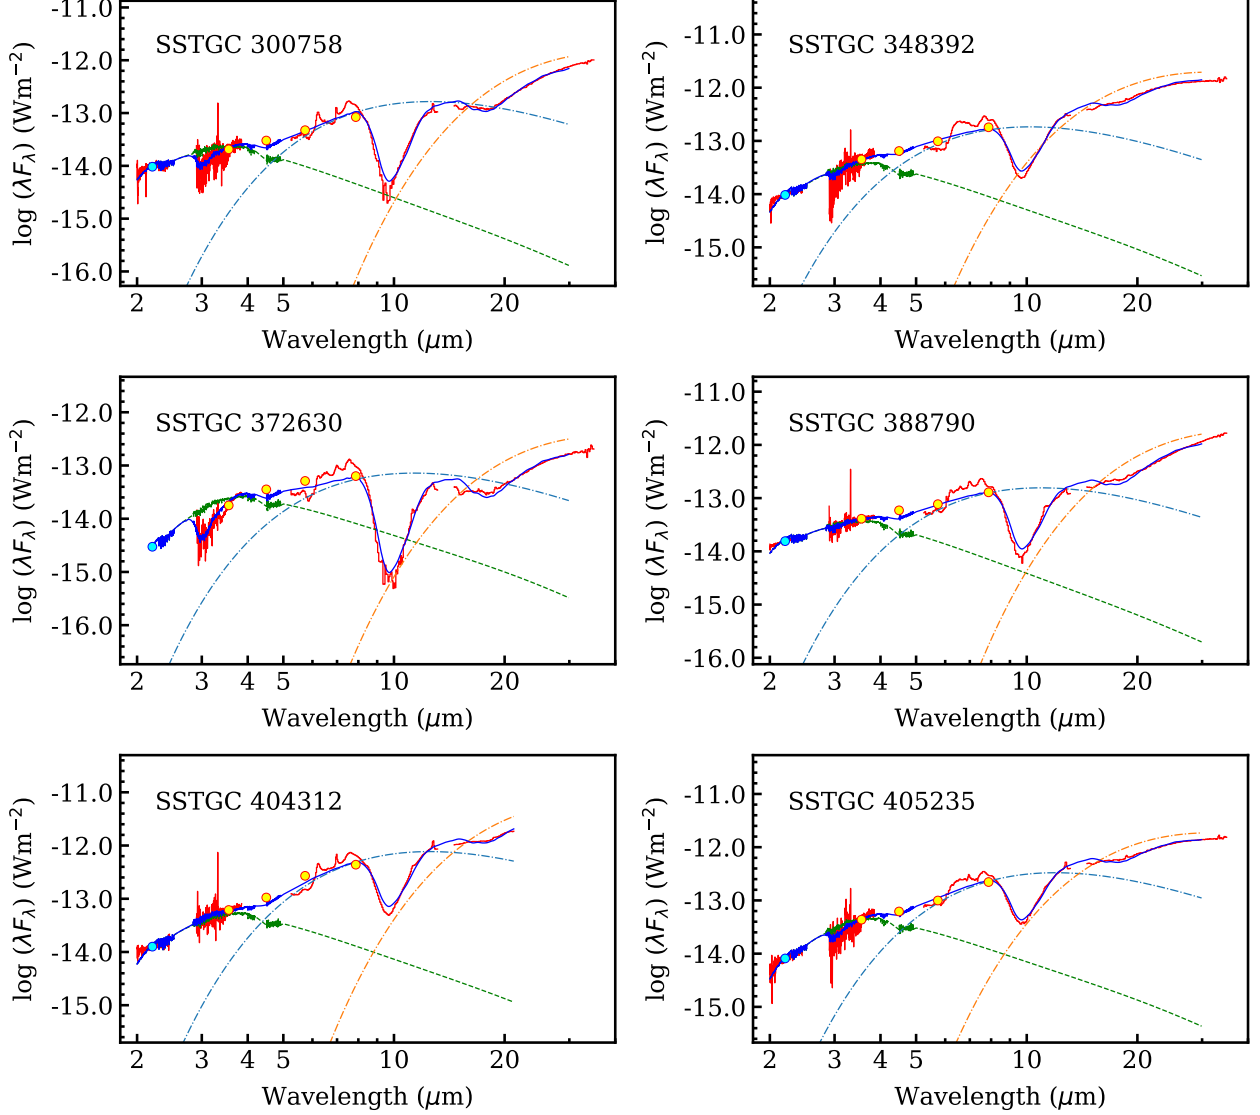 -11.0
-12.0
-13.0
-14.0
-15.0
-16.0
log (λFλ) (Wm−2)
SSTGC 300758
2 3 4 5 10 20
Wavelength (μm)
-11.0
-12.0
-13.0
-14.0
-15.0
log (λFλ) (Wm−2)
SSTGC 348392
2 3 4 5 10 20
Wavelength (μm)
-12.0
-13.0
-14.0
-15.0
-16.0
log (λFλ) (Wm−2)
SSTGC 372630
2 3 4 5 10 20
Wavelength (μm)
-11.0
-12.0
-13.0
-14.0
-15.0
-16.0
log (λFλ) (Wm−2)
SSTGC 388790
2 3 4 5 10 20
Wavelength (μm)
-11.0
-12.0
-13.0
-14.0
-15.0
log (λFλ) (Wm−2)
SSTGC 404312
2 3 4 5 10 20
Wavelength (μm)
-11.0
-12.0
-13.0
-14.0
-15.0
log (λFλ) (Wm−2)
SSTGC 405235
2 3 4 5 10 20
Wavelength (μm)